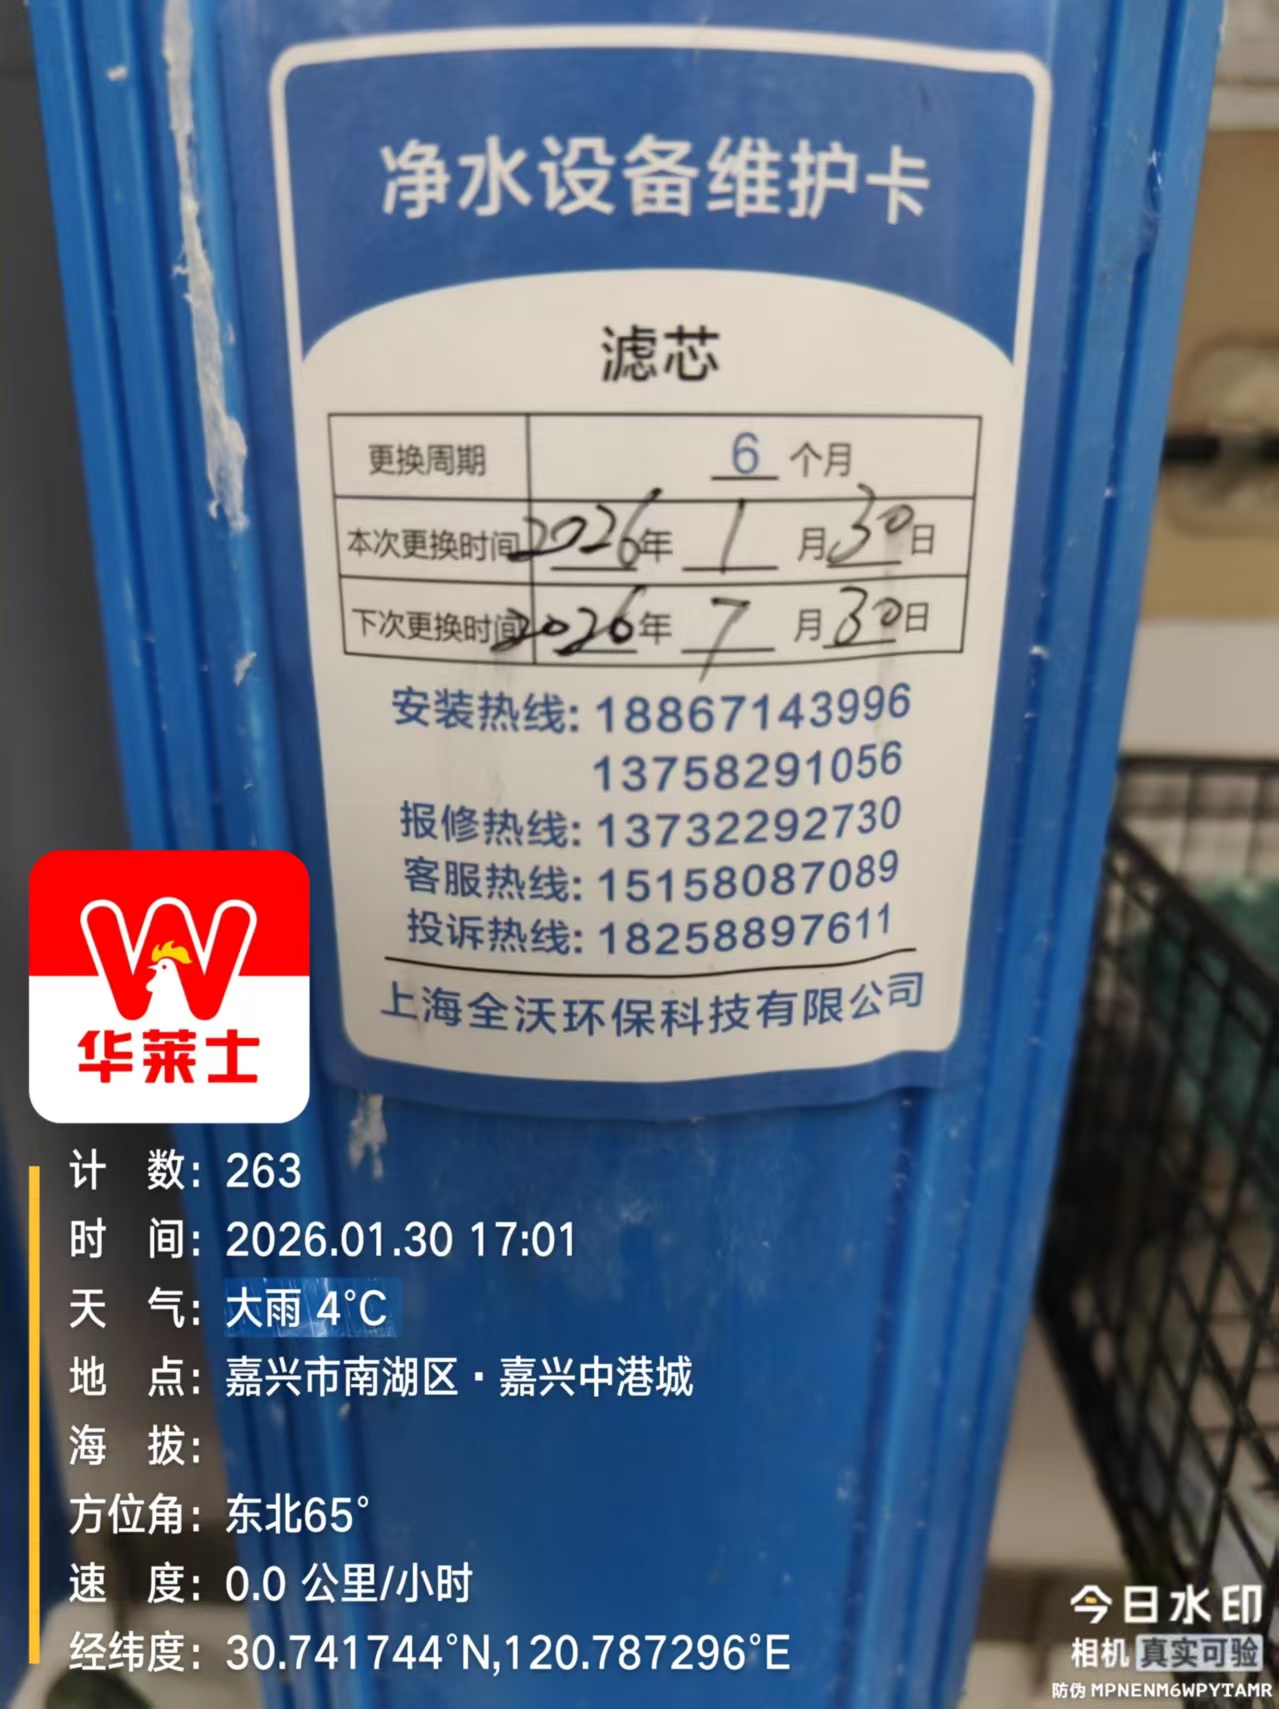 净水设备维护卡
滤芯
更换周期 6 个月
本次更换时间 2026年 1 月 30日
下次更换时间 2026年 7 月 30日
安装热线: 18867143996
13758291056
报修热线: 13732292730
客服热线: 15158087089
投诉热线: 18258897611
上海全沃环保科技有限公司
W
华莱士
计 数: 263
时 间: 2026.01.30 17:01
天 气: 大雨 4°C
地 点: 嘉兴市南湖区·嘉兴中港城
海 拔:
方位角: 东北65°
速 度: 0.0 公里/小时
经纬度: 30.741744°N,120.787296°E
今日水印
相机 真实可验
防伪 MPNENM6WPYTAMR